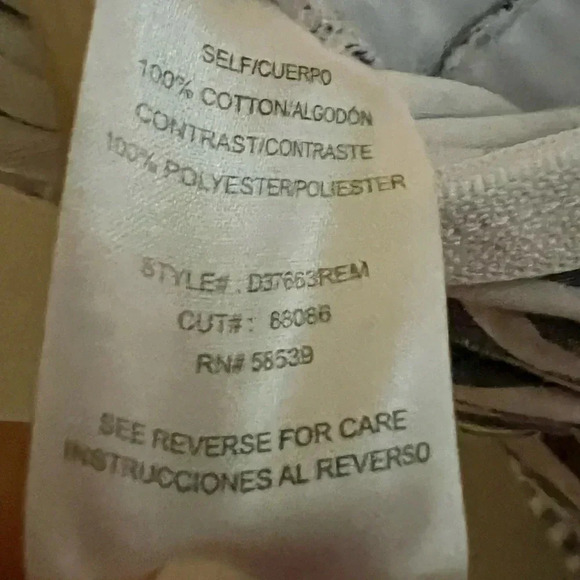 SELF/CUERPO
100% COTTON/ALGODÓN
CONTRAST/CONTRASTE
100% POLYESTER/POLIESTER
STYLE#: D37663REM
CUT#: 88086
RN# 58539
SEE REVERSE FOR CARE
INSTRUCCIONES AL REVERSO